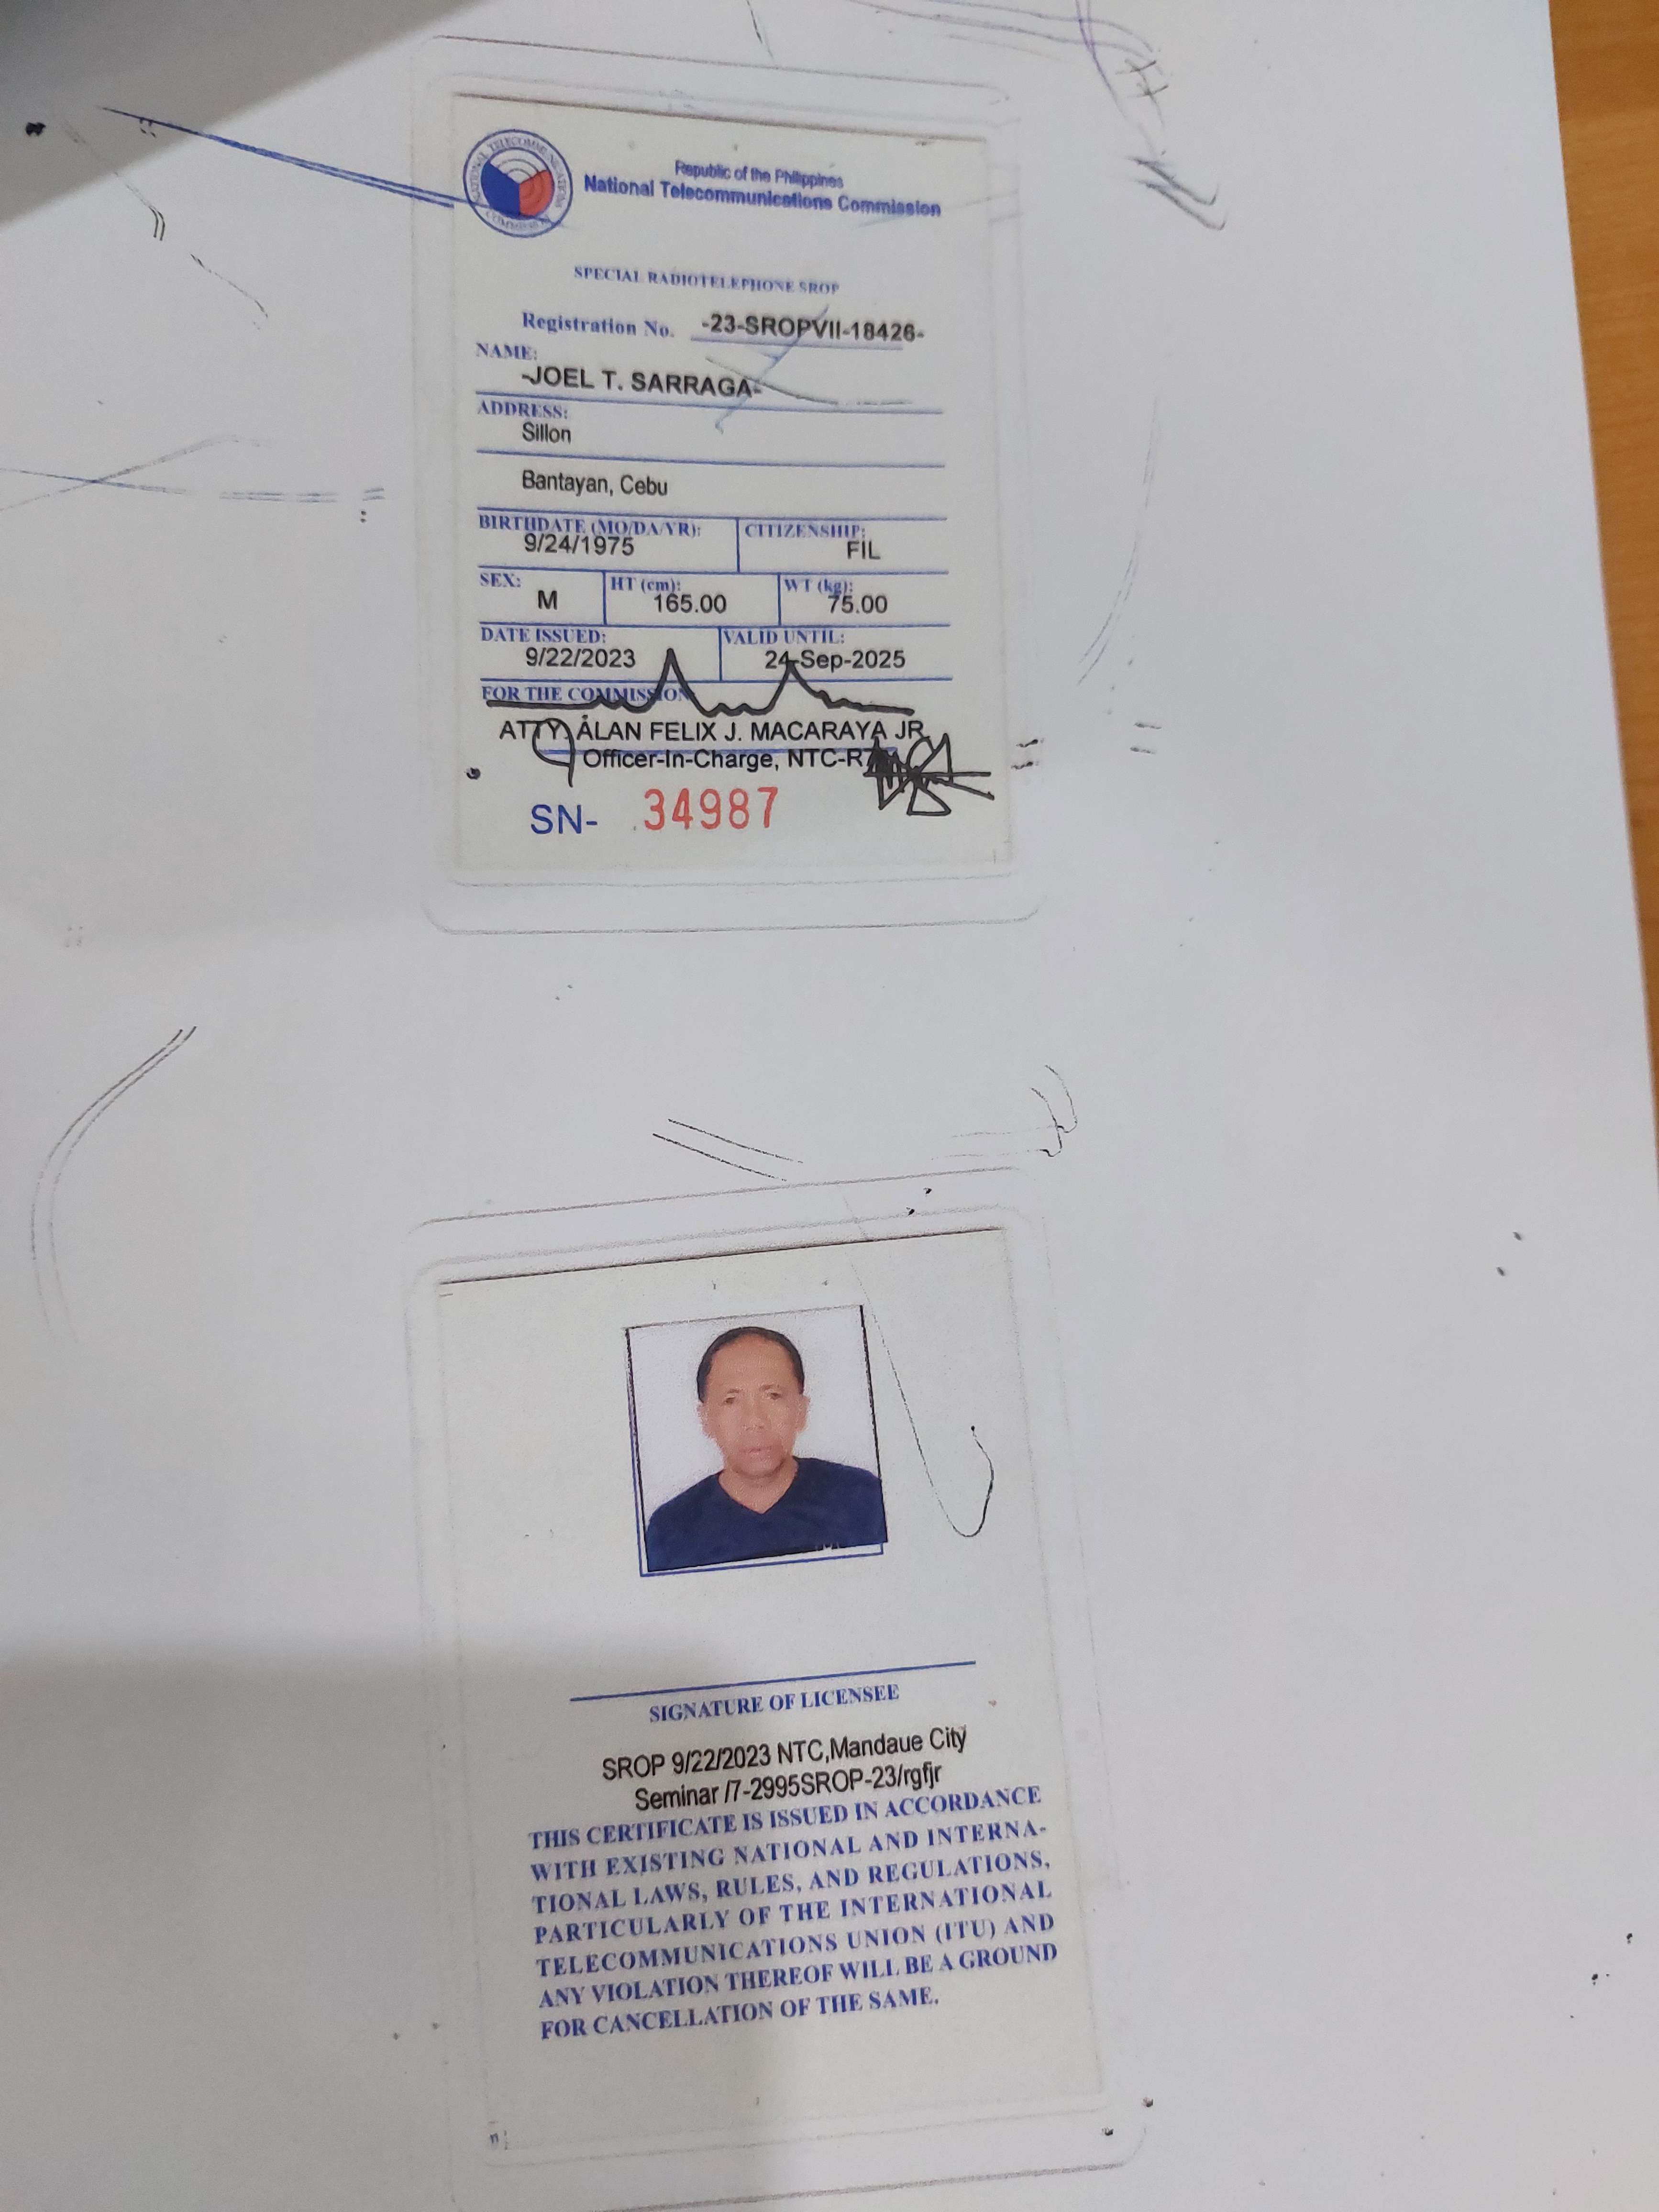 NATIONAL TELECOMMUNICATIONS COMMISSION
Republic of the Philippines
National Telecommunications Commission
SPECIAL RADIOTELEPHONE SROP
Registration No. -23-SROPVII-18426-
NAME:
-JOEL T. SARRAGA-
ADDRESS:
Sillon
Bantayan, Cebu
BIRTHDATE (MO/DA/YR): CITIZENSHIP:
9/24/1975 FIL
SEX: HT (cm): WT (kg):
M 165.00 75.00
DATE ISSUED: VALID UNTIL:
9/22/2023 24-Sep-2025
FOR THE COMMISSION
ATTY. ALAN FELIX J. MACARAYA JR.
Officer-In-Charge, NTC-R7
SN- 34987
SIGNATURE OF LICENSEE
SROP 9/22/2023 NTC,Mandaue City
Seminar /7-2995SROP-23/rgfjr
THIS CERTIFICATE IS ISSUED IN ACCORDANCE
WITH EXISTING NATIONAL AND INTERNA-
TIONAL LAWS, RULES, AND REGULATIONS,
PARTICULARLY OF THE INTERNATIONAL
TELECOMMUNICATIONS UNION (ITU) AND
ANY VIOLATION THEREOF WILL BE A GROUND
FOR CANCELLATION OF THE SAME.